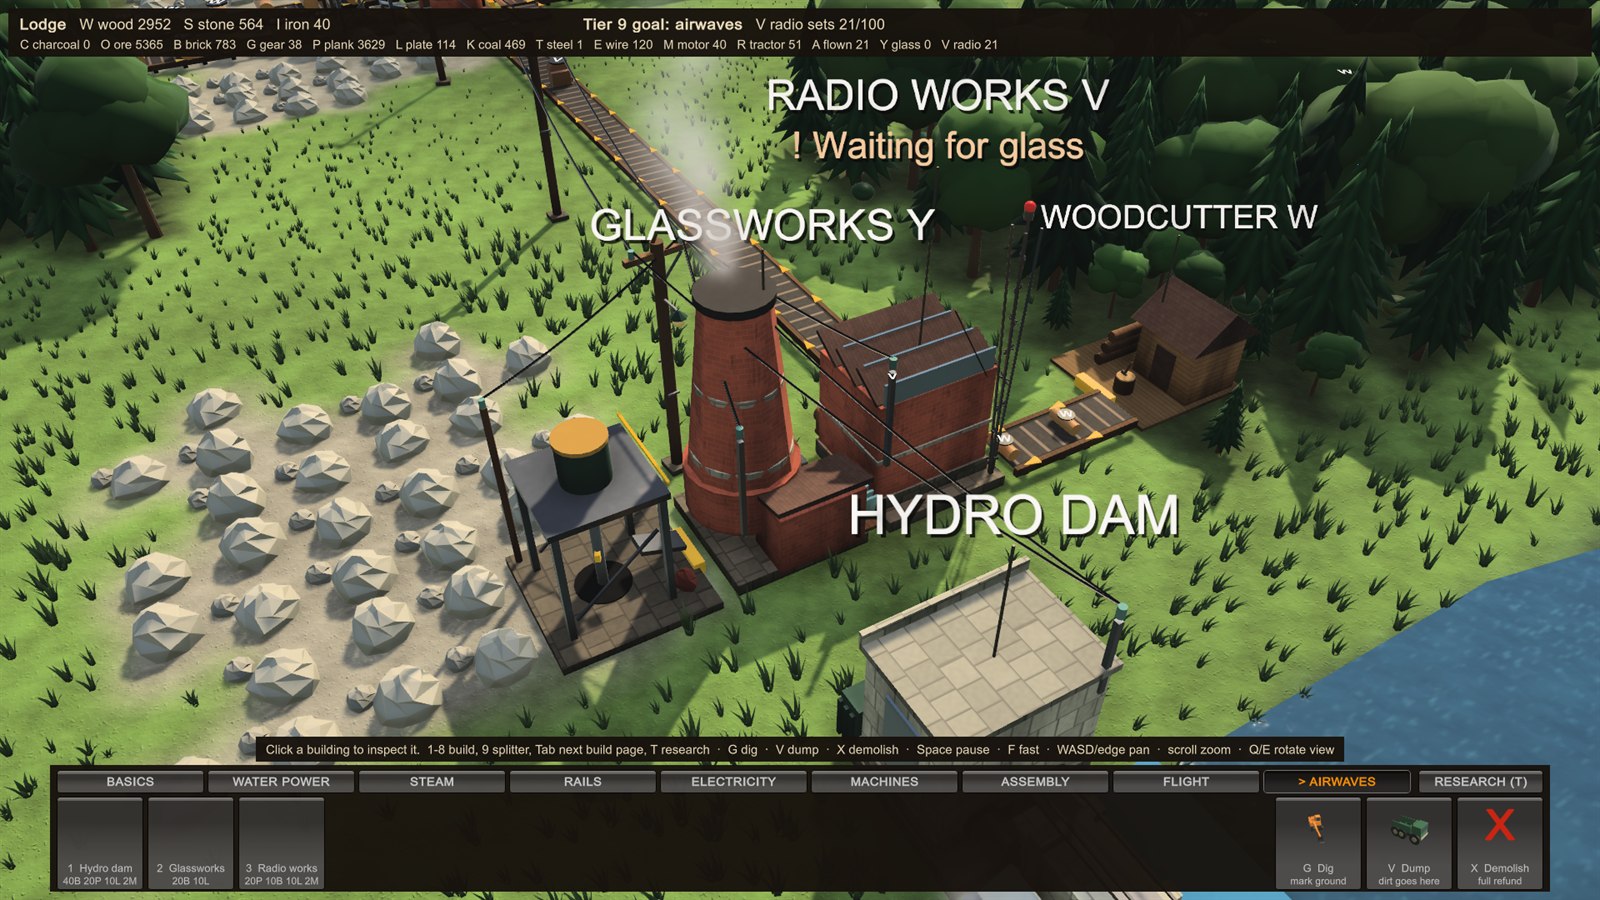 Lodge W wood 2952 S stone 564 I iron 40
Tier 9 goal: airwaves V radio sets 21/100
C charcoal 0 O ore 5365 B brick 783 G gear 38 P plank 3629 L plate 114 K coal 469 T steel 1 E wire 120 M motor 40 R tractor 51 A flown 21 Y glass 0 V radio 21
RADIO WORKS V
! Waiting for glass
GLASSWORKS Y
WOODCUTTER W
W
W
HYDRO DAM
Click a building to inspect it. 1-8 build, 9 splitter, Tab next build page, T research · G dig · V dump · X demolish · Space pause · F fast · WASD/edge pan · scroll zoom · Q/E rotate view
BASICS
WATER POWER
STEAM
RAILS
ELECTRICITY
MACHINES
ASSEMBLY
FLIGHT
> AIRWAVES
RESEARCH (T)
1 Hydro dam
40B 20P 10L 2M
2 Glassworks
20B 10L
3 Radio works
20P 10B 10L 2M
G Dig
mark ground
V Dump
dirt goes here
X Demolish
full refund